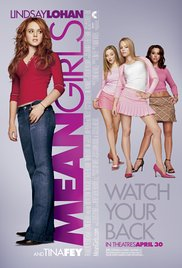 LINDSAY LOHAN
MEAN GIRLS
AND TINA FEY
WATCH
YOUR
BACK
IN THEATRES APRIL 30